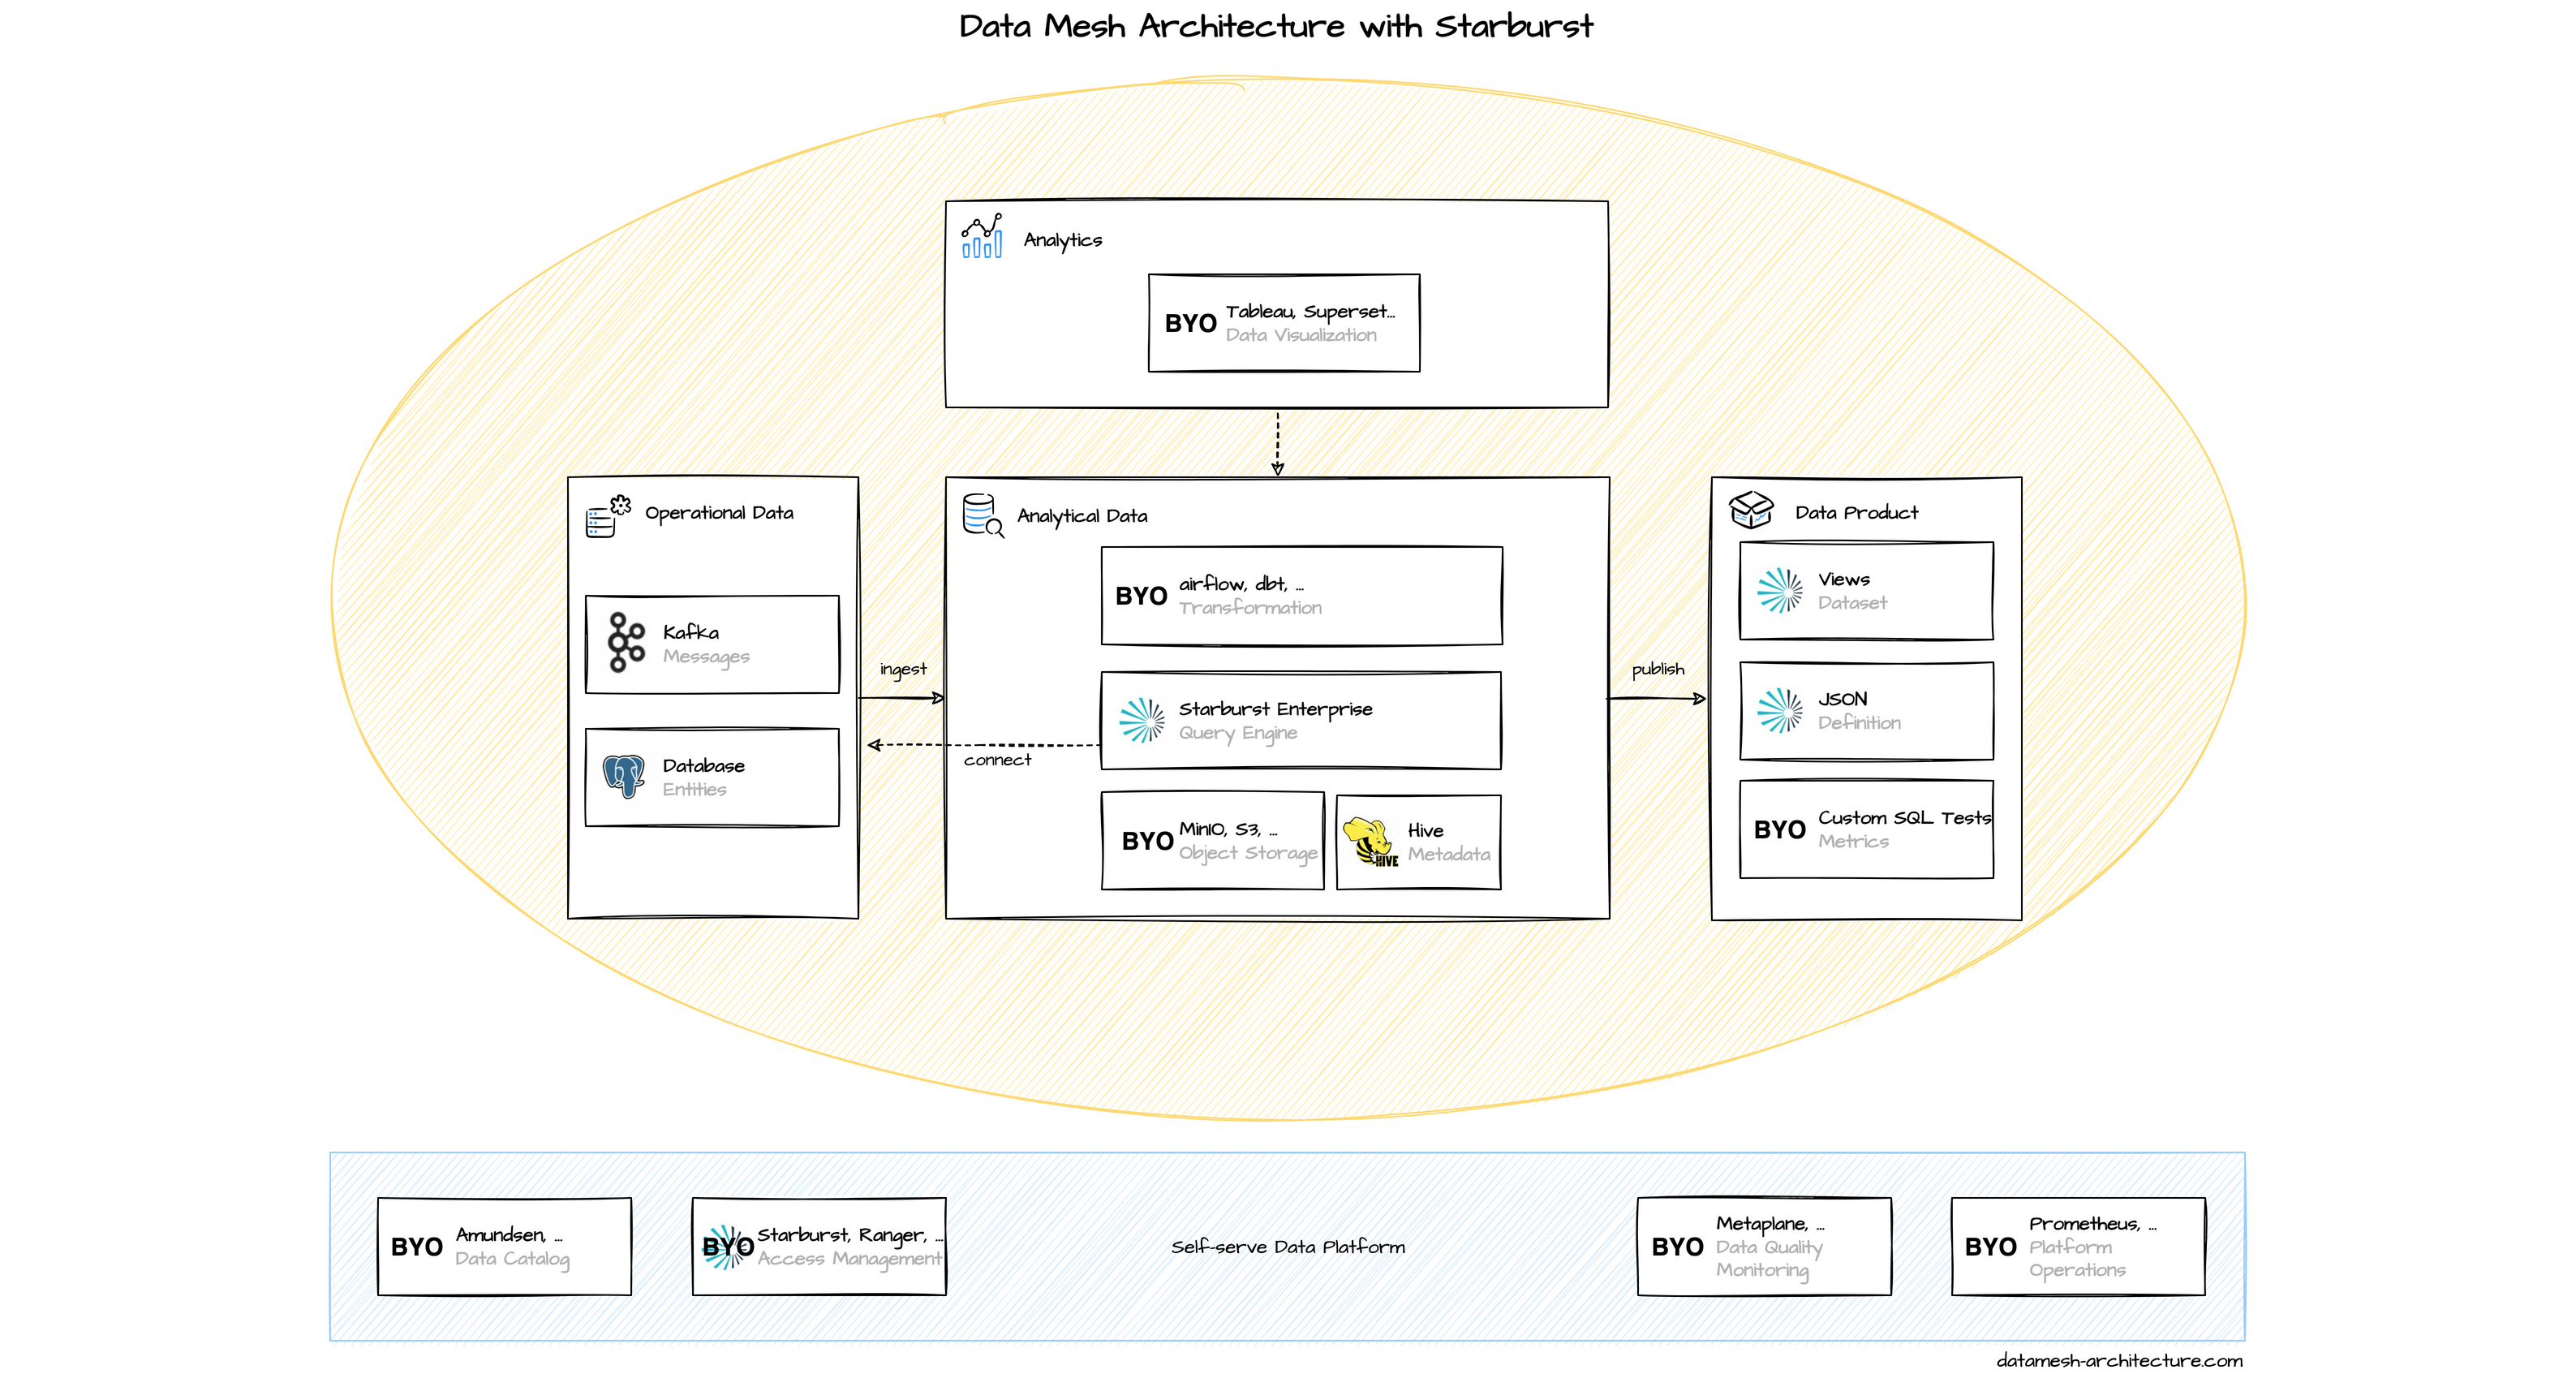 Data Mesh Architecture with Starburst
Analytics
BYO
Tableau, Superset...
Data Visualization
Operational Data
Kafka
Messages
Database
Entities
ingest
connect
Analytical Data
BYO
airflow, dbt, ...
Transformation
Starburst Enterprise
Query Engine
BYO
MinIO, S3, ...
Object Storage
HIVE
Hive
Metadata
publish
Data Product
Views
Dataset
JSON
Definition
BYO
Custom SQL Tests
Metrics
BYO
Amundsen, ...
Data Catalog
BYO
Starburst, Ranger, ...
Access Management
Self-serve Data Platform
BYO
Metaplane, ...
Data Quality
Monitoring
BYO
Prometheus, ...
Platform
Operations
datamesh-architecture.com